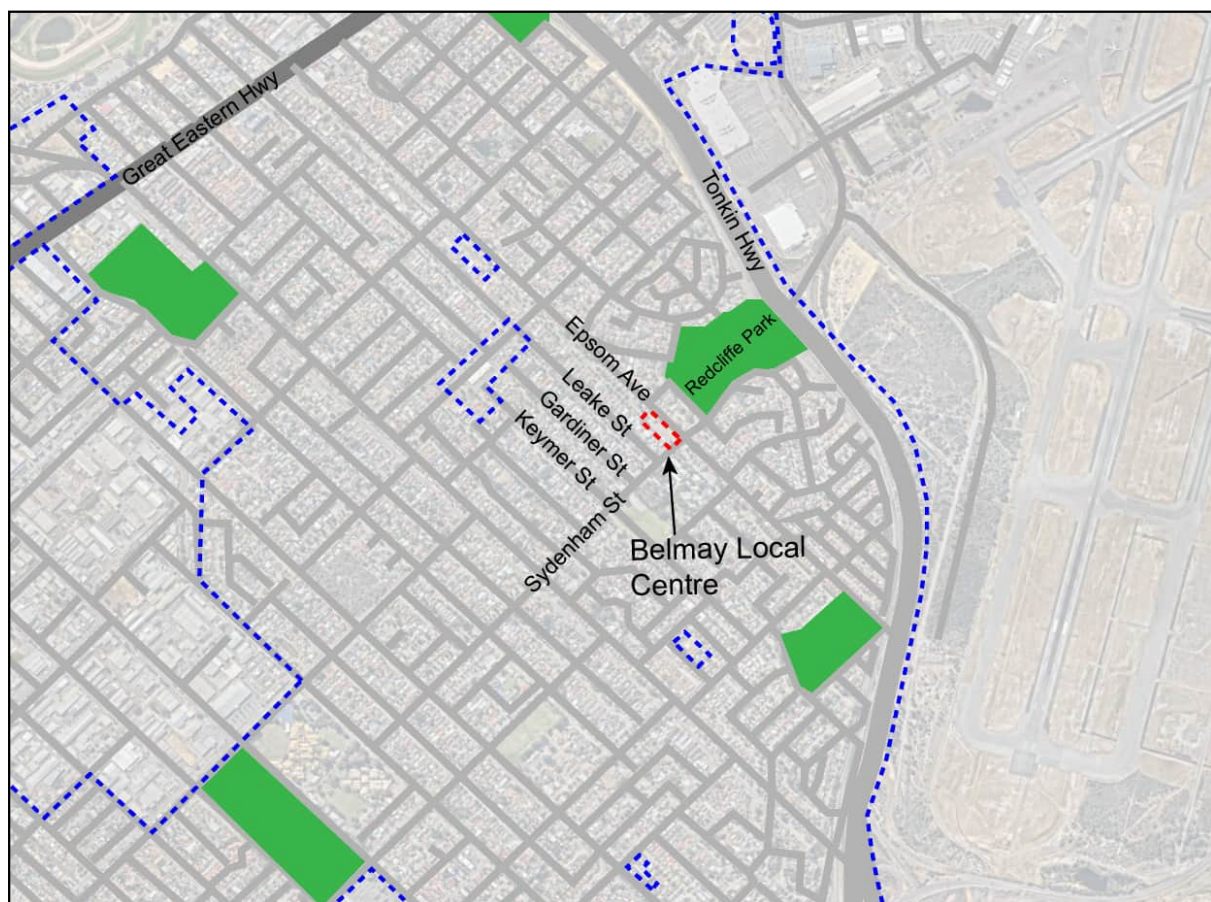 Great Eastern Hwy
Tonkin Hwy
Redcliffe Park
Epsom Ave
Leake St
Gardiner St
Keymer St
Sydenham St
Belmay Local
Centre